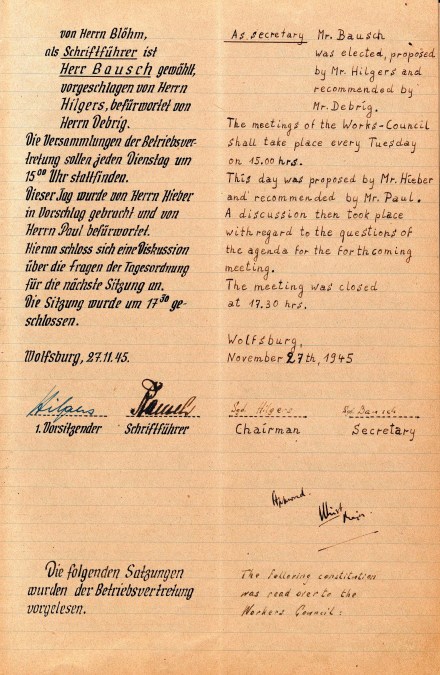 von Herrn Blöhm,
als Schriftführer ist
Herr Bausch gewählt,
vorgeschlagen von Herrn
Hilgers, befürwortet von
Herrn Debrig.
Die Versammlungen der Betriebsver-
tretung sollen jeden Dienstag um
15⁰⁰ Uhr stattfinden.
Dieser Tag wurde von Herrn Hieber
in Vorschlag gebracht und von
Herrn Paul befürwortet.
Hieran schloss sich eine Diskussion
über die Fragen der Tagesordnung
für die nächste Sitzung an.
Die Sitzung wurde um 17³⁰ ge-
schlossen.
Wolfsburg, 27.11.45.
Hilgers Bausch
1. Vorsitzender Schriftführer
Die folgenden Satzungen
wurden der Betriebsvertretung
vorgelesen.
As secretary Mr. Bausch
was elected, proposed
by Mr. Hilgers and
recommended by
Mr. Debrig.
The meetings of the Works-Council
shall take place every Tuesday
on 15.00 hrs.
This day was proposed by Mr. Hieber
and recommended by Mr. Paul.
A discussion then took place
with regard to the questions of
the agenda for the forthcoming
meeting.
The meeting was closed
at 17.30 hrs.
Wolfsburg,
November 27th, 1945
Sgd. Hilgers Sgd. Bausch
Chairman Secretary
Approved.
The following constitution
was read over to the
Workers Council: